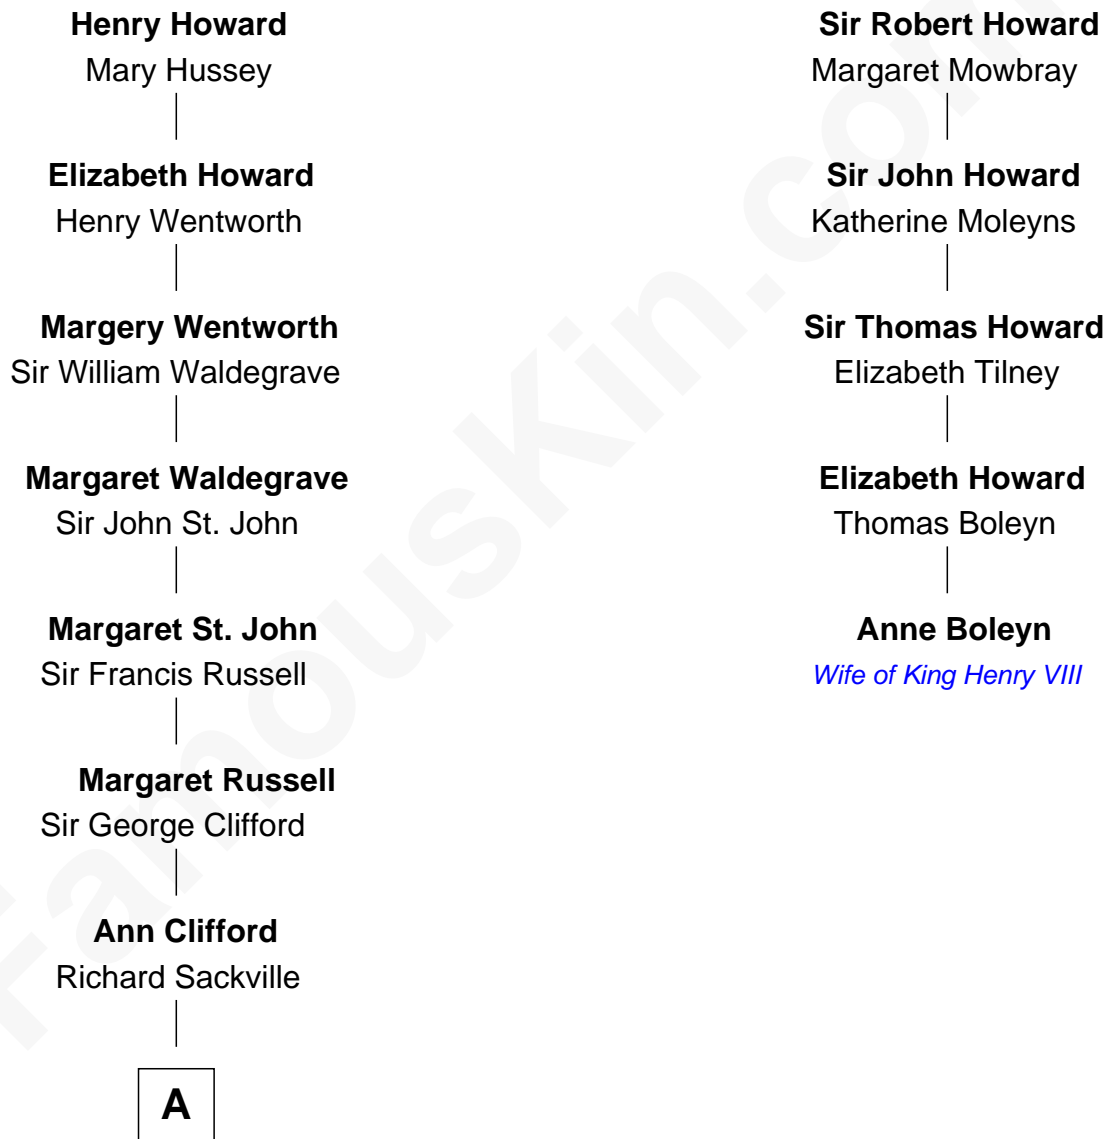 Henry Howard
Mary Hussey
Elizabeth Howard
Henry Wentworth
Margery Wentworth
Sir William Waldegrave
Margaret Waldegrave
Sir John St. John
Margaret St. John
Sir Francis Russell
Margaret Russell
Sir George Clifford
Ann Clifford
Richard Sackville
A
Sir Robert Howard
Margaret Mowbray
Sir John Howard
Katherine Moleyns
Sir Thomas Howard
Elizabeth Tilney
Elizabeth Howard
Thomas Boleyn
Anne Boleyn
Wife of King Henry VIII
FamousKin.com